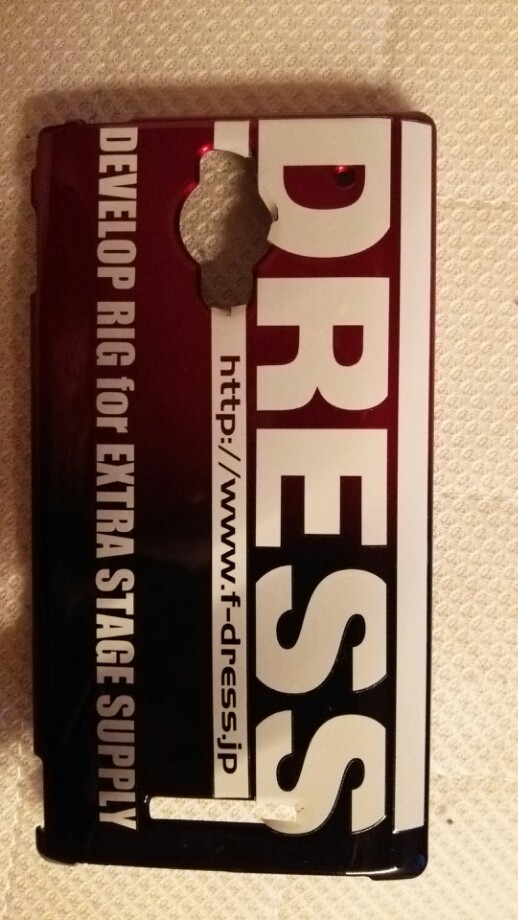 DRESS
http://www.f-dress.jp
DEVELOP RIG for EXTRA STAGE SUPPLY